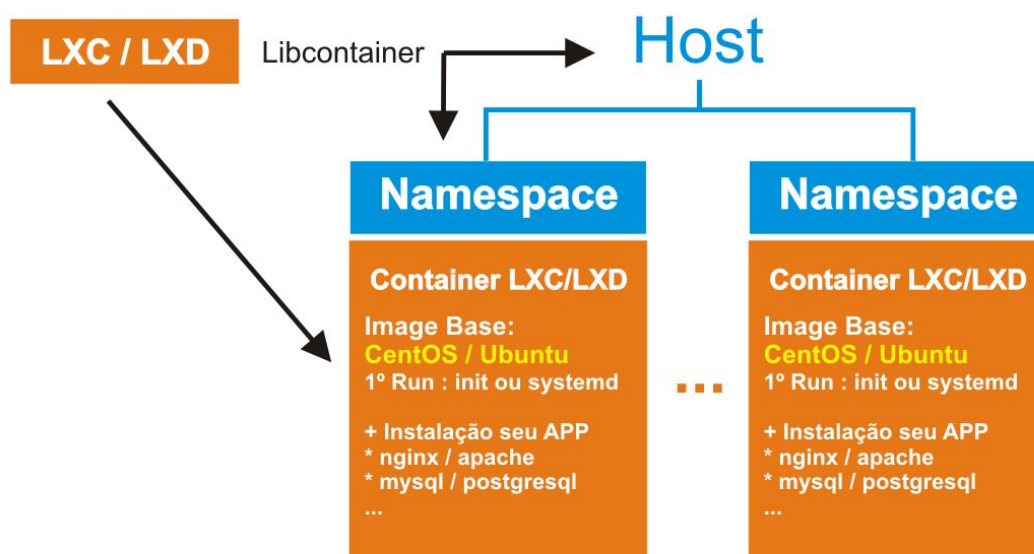 LXC / LXD
Libcontainer
Host
Namespace
Container LXC/LXD
Image Base:
CentOS / Ubuntu
1º Run : init ou systemd
+ Instalação seu APP
* nginx / apache
* mysql / postgresql
...
...
Namespace
Container LXC/LXD
Image Base:
CentOS / Ubuntu
1º Run : init ou systemd
+ Instalação seu APP
* nginx / apache
* mysql / postgresql
...